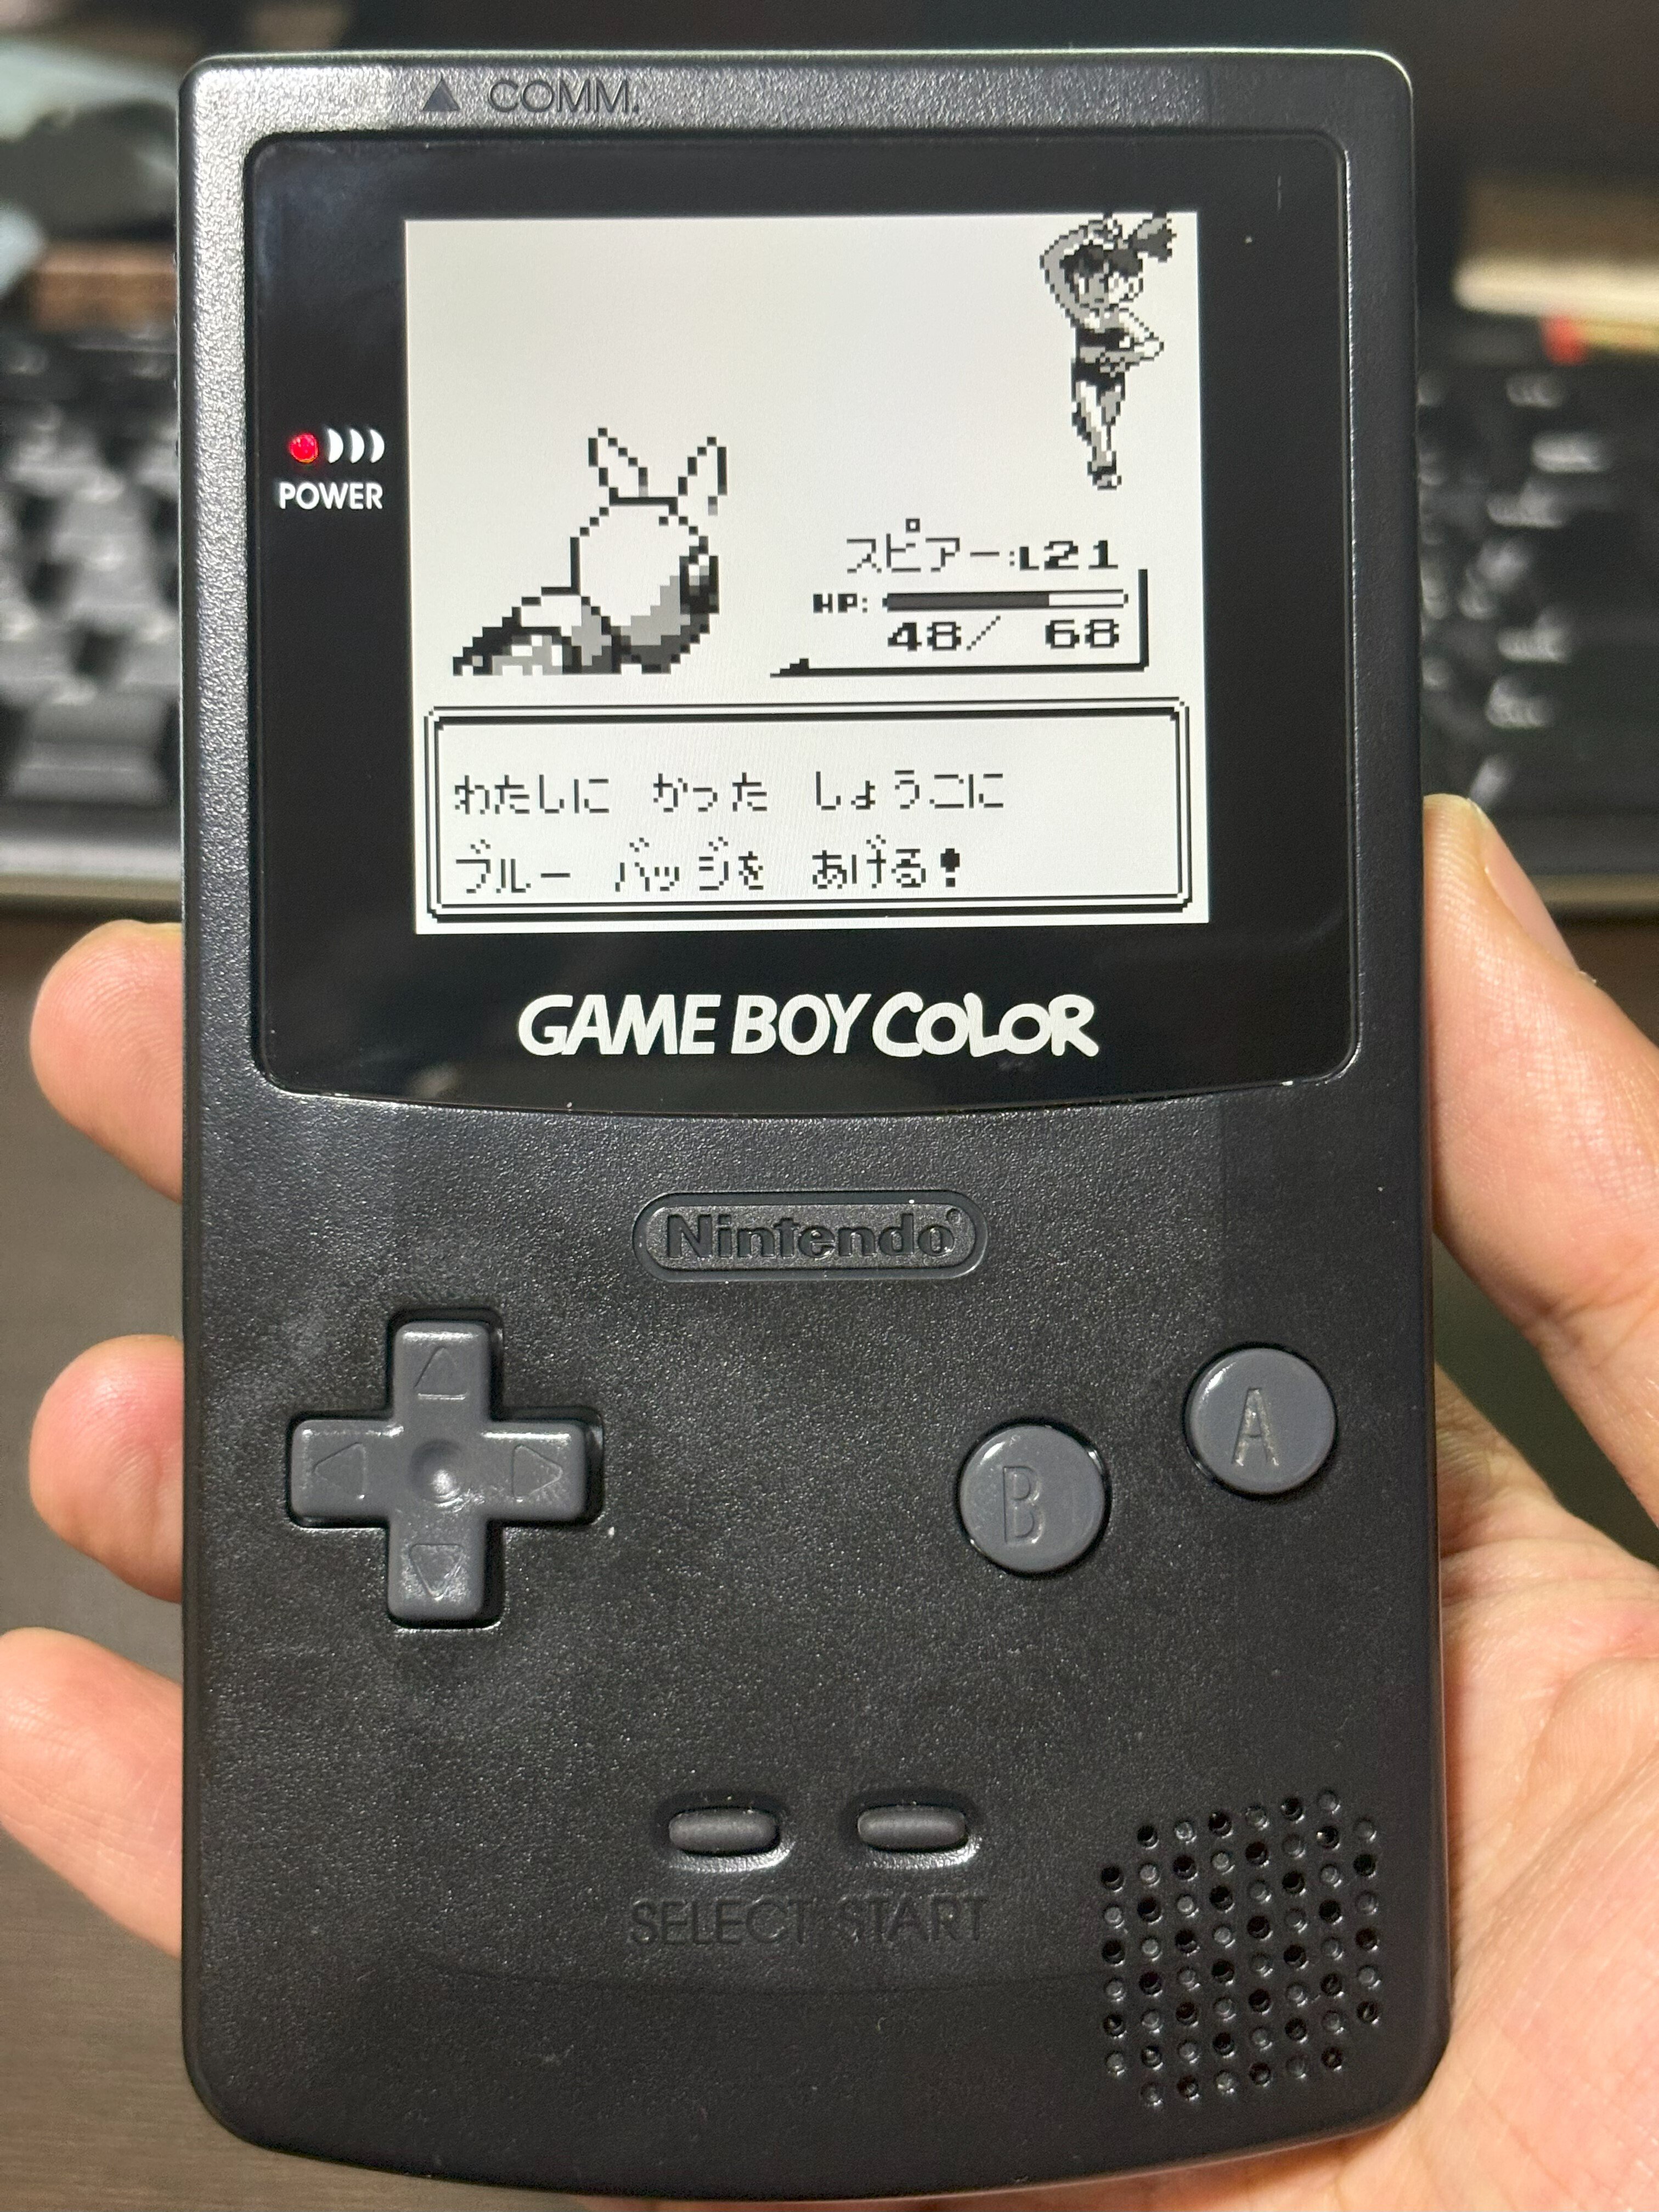 ▲ COMM.
POWER
スピアー :L21
HP:
48/ 68
わたしに かった しょうごに
ブルー バッジを あげる!
GAME BOY COLOR
Nintendo®
A
B
SELECT START